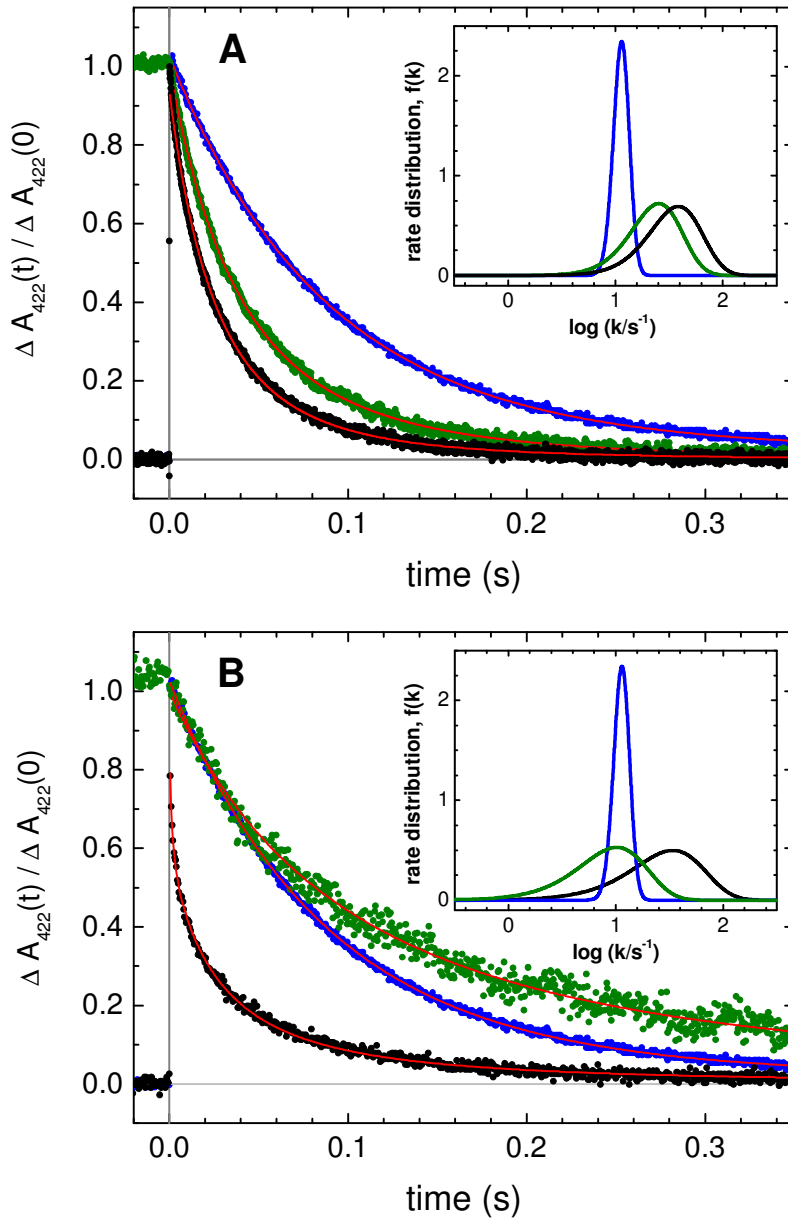 A
1.0
0.8
0.6
0.4
0.2
0.0
Δ A422(t) / Δ A422(0)
0.0 0.1 0.2 0.3
time (s)
2
1
0
rate distribution, f(k)
0 1 2
log (k/s-1)
B
1.0
0.8
0.6
0.4
0.2
0.0
Δ A422(t) / Δ A422(0)
0.0 0.1 0.2 0.3
time (s)
2
1
0
rate distribution, f(k)
0 1 2
log (k/s-1)